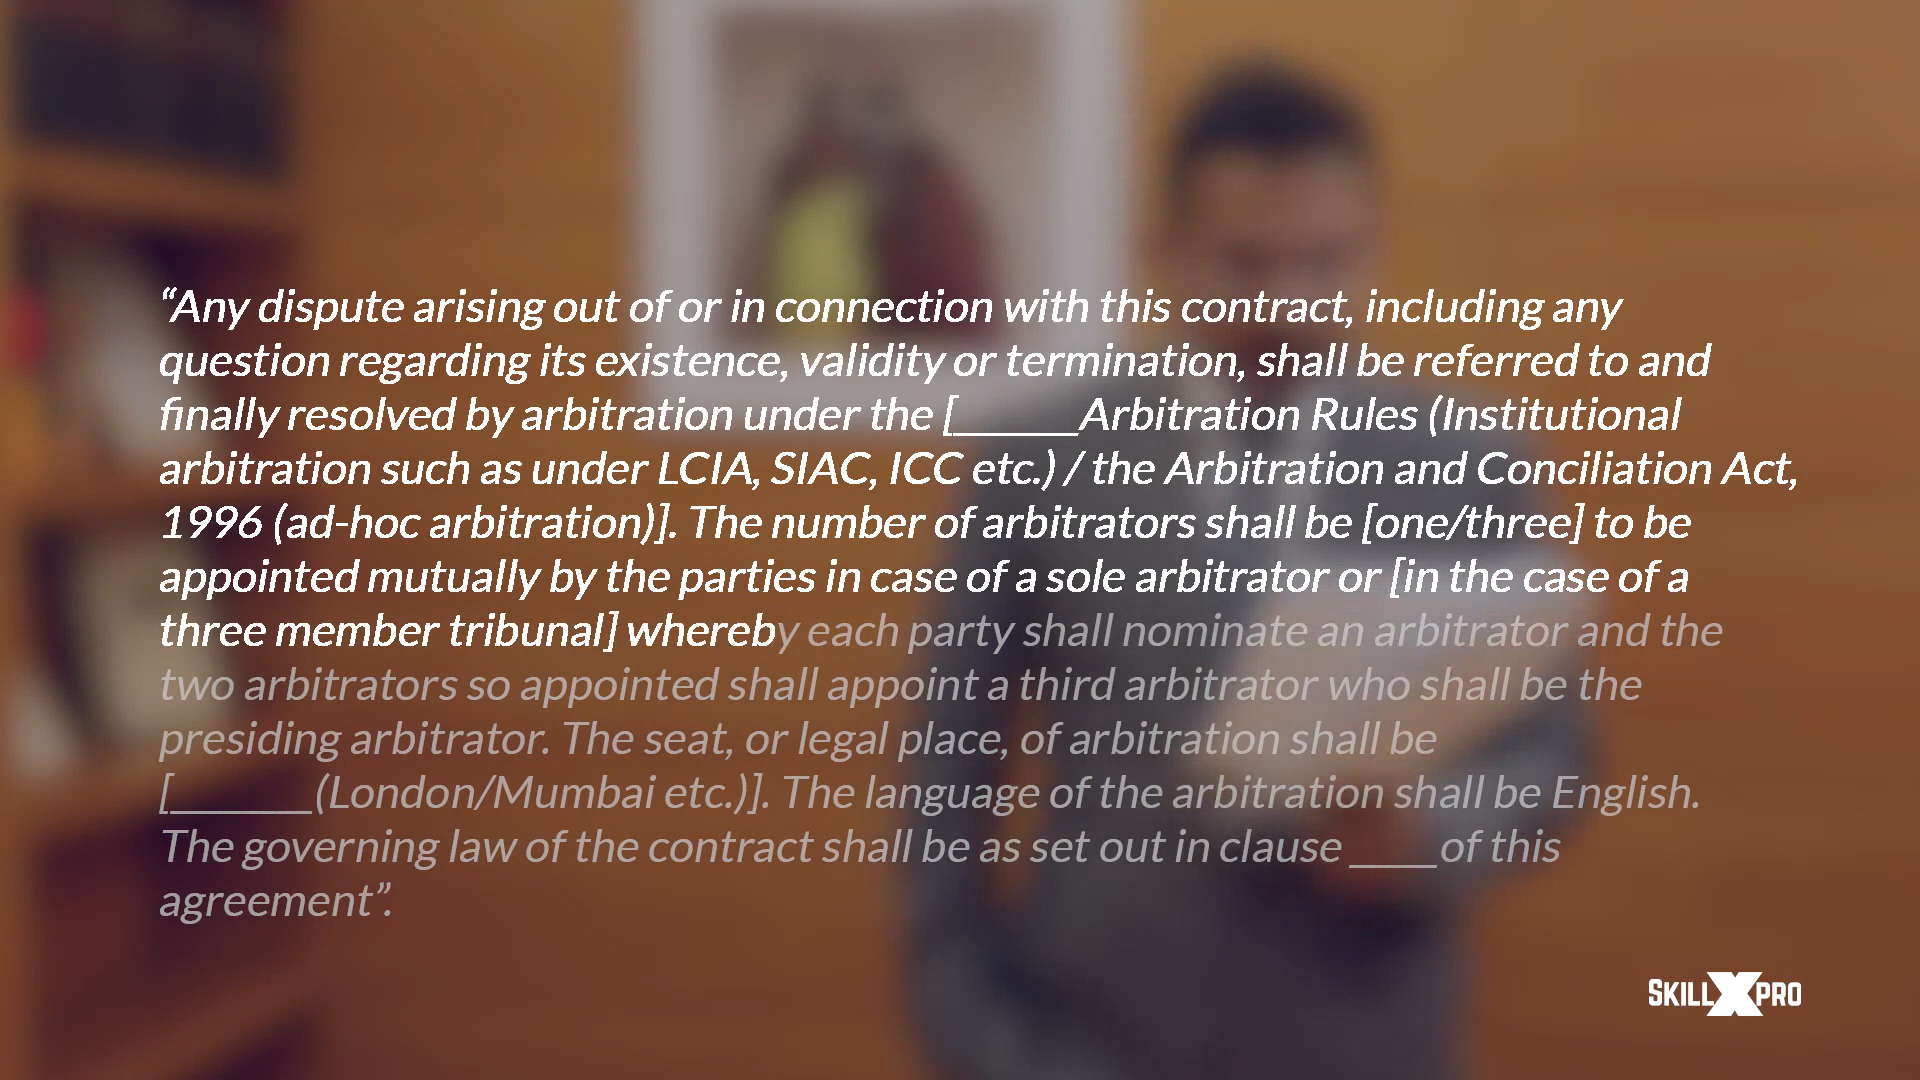 “Any dispute arising out of or in connection with this contract, including any
question regarding its existence, validity or termination, shall be referred to and
finally resolved by arbitration under the [______Arbitration Rules (Institutional
arbitration such as under LCIA, SIAC, ICC etc.) / the Arbitration and Conciliation Act,
1996 (ad-hoc arbitration)]. The number of arbitrators shall be [one/three] to be
appointed mutually by the parties in case of a sole arbitrator or [in the case of a
three member tribunal] whereby each party shall nominate an arbitrator and the
two arbitrators so appointed shall appoint a third arbitrator who shall be the
presiding arbitrator. The seat, or legal place, of arbitration shall be
[_______(London/Mumbai etc.)]. The language of the arbitration shall be English.
The governing law of the contract shall be as set out in clause ____of this
agreement”.
SKILLXPRO